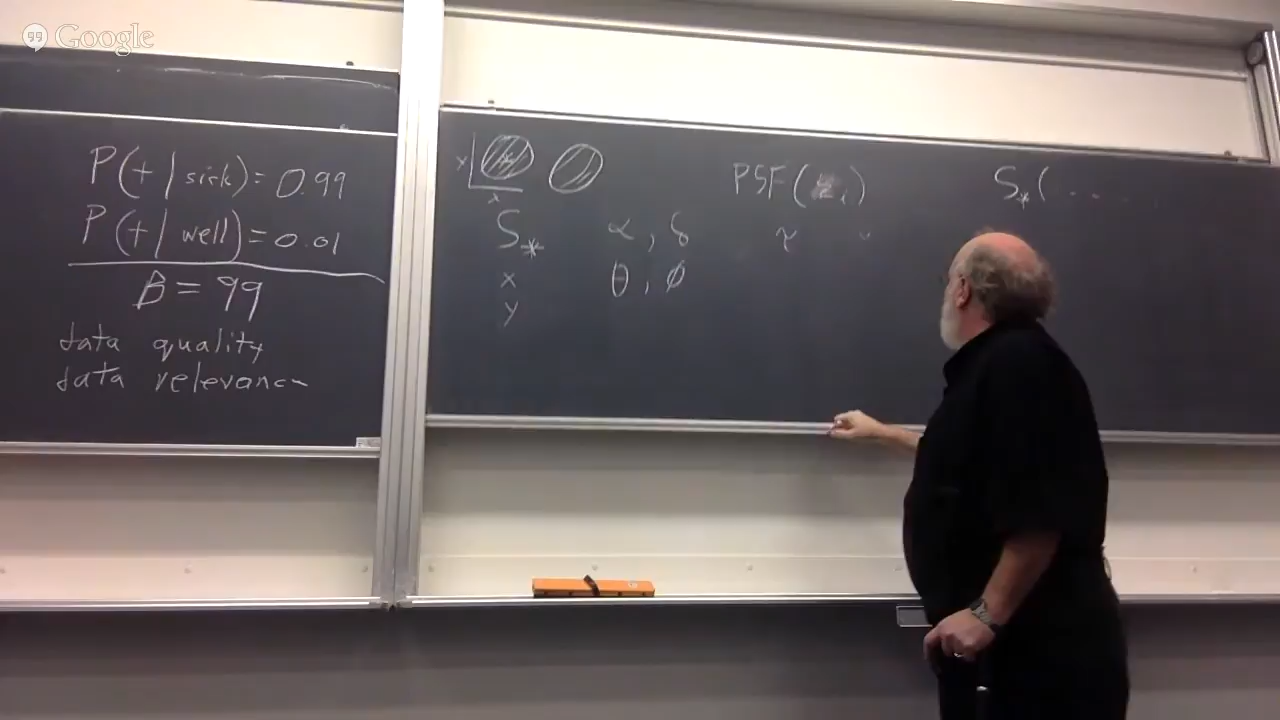 Google
P(+ | sick) = 0.99
P(+ | well) = 0.01
B = 99
data quality
data relevance
x
λ
PSF(
S*( . . . .
S* α, δ τ
x θ, φ
y